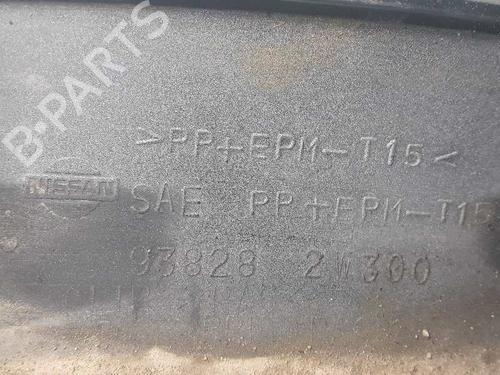 B-PARTS
>PP+EPM-T15<
NISSAN
SAE PP+EPM-T15
93828 2W300